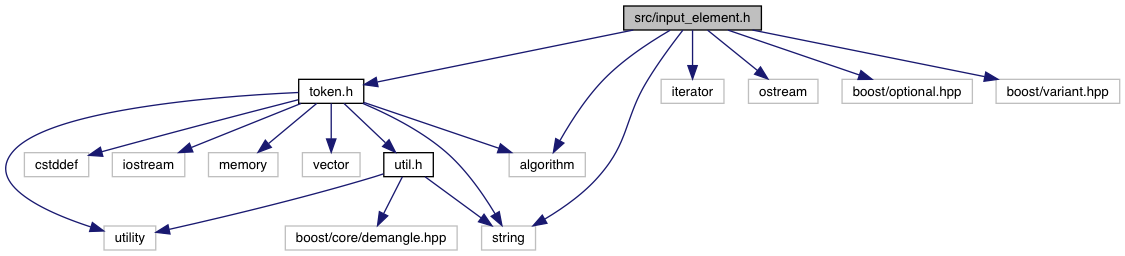 src/input_element.h
token.h
iterator
ostream
boost/optional.hpp
boost/variant.hpp
cstddef
iostream
memory
vector
util.h
algorithm
utility
boost/core/demangle.hpp
string